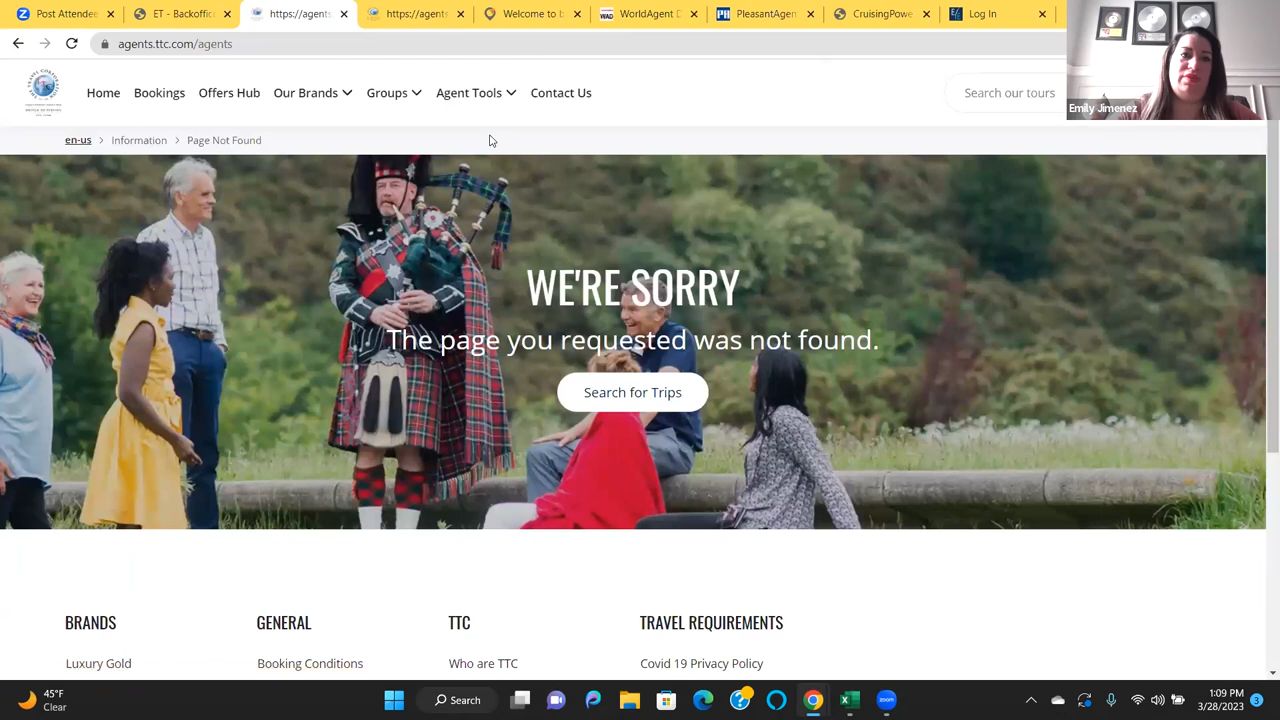 Post Attendee
ET - Backoffice
https://agents
https://agents
Welcome to b
WorldAgent D
PleasantAgen
CruisingPowe
Log In
agents.ttc.com/agents
Home
Bookings
Offers Hub
Our Brands
Groups
Agent Tools
Contact Us
Search our tours
Emily Jimenez
en-us > Information > Page Not Found
WE'RE SORRY
The page you requested was not found.
Search for Trips
BRANDS
GENERAL
TTC
TRAVEL REQUIREMENTS
Luxury Gold
Booking Conditions
Who are TTC
Covid 19 Privacy Policy
45°F
Clear
Search
1:09 PM
3/28/2023
3